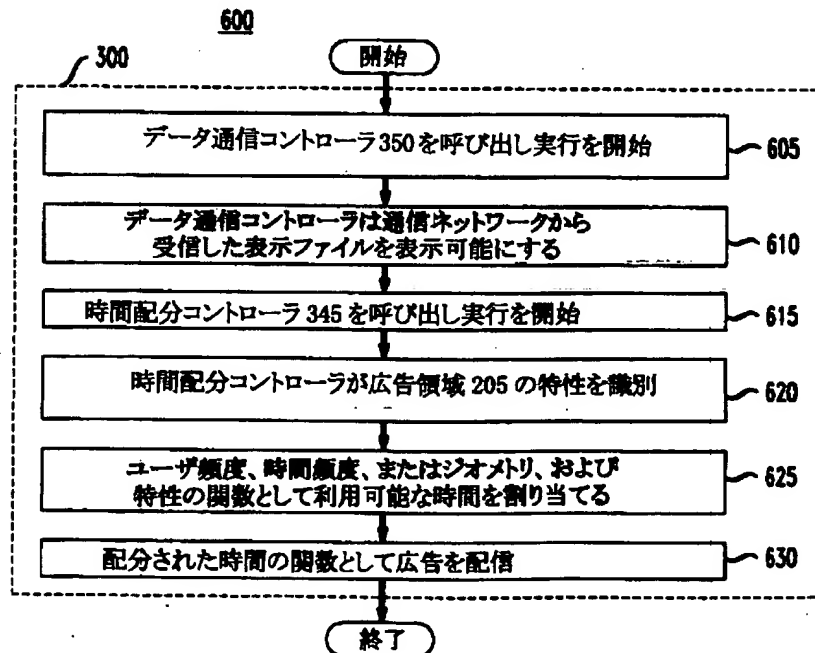 600
300
開始
データ通信コントローラ350を呼び出し実行を開始
605
データ通信コントローラは通信ネットワークから
受信した表示ファイルを表示可能にする
610
時間配分コントローラ345を呼び出し実行を開始
615
時間配分コントローラが広告領域205の特性を識別
620
ユーザ頻度、時間頻度、またはジオメトリ、および
特性の関数として利用可能な時間を割り当てる
625
配分された時間の関数として広告を配信
630
終了